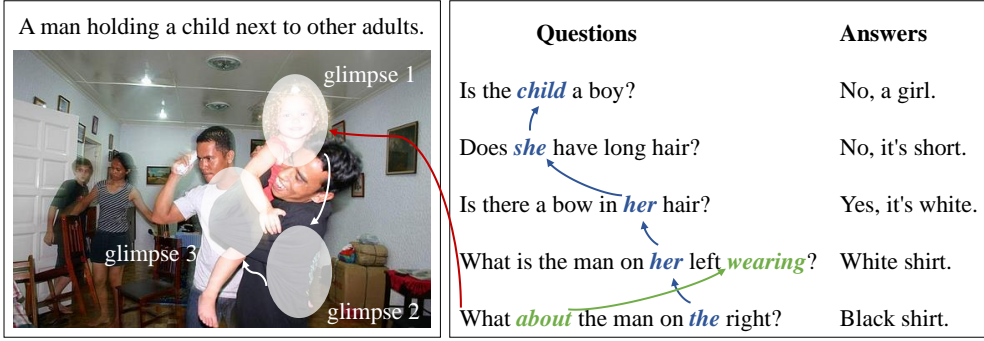 A man holding a child next to other adults.
glimpse 1
glimpse 3
glimpse 2
Questions Answers
Is the child a boy? No, a girl.
Does she have long hair? No, it's short.
Is there a bow in her hair? Yes, it's white.
What is the man on her left wearing? White shirt.
What about the man on the right? Black shirt.